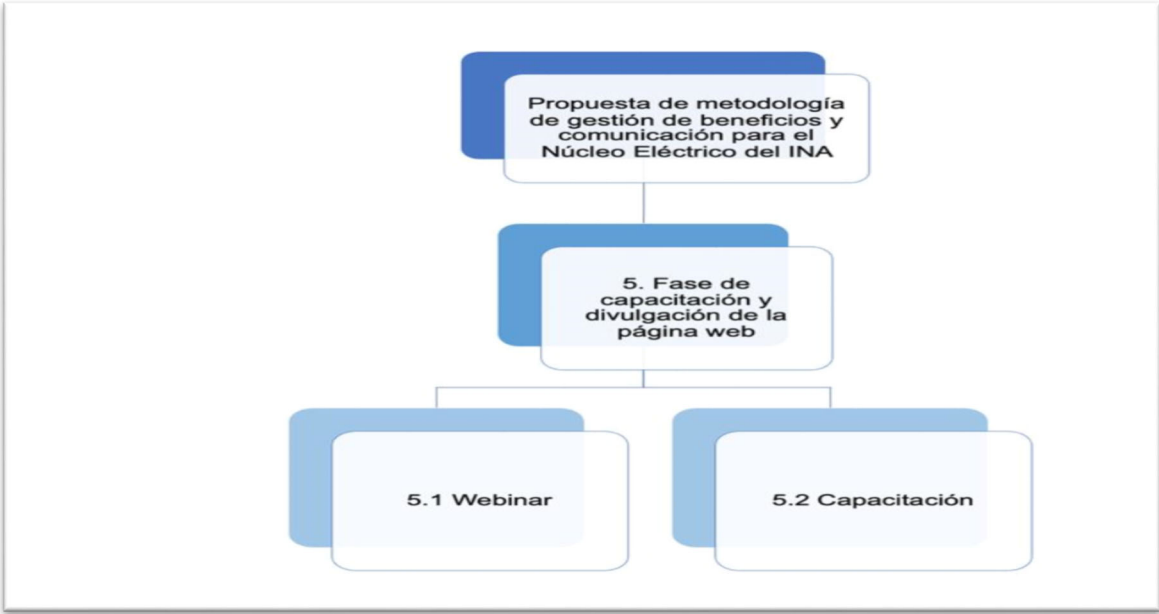 Propuesta de metodología
de gestión de beneficios y
comunicación para el
Núcleo Eléctrico del INA
5. Fase de
capacitación y
divulgación de la
página web
5.1 Webinar
5.2 Capacitación